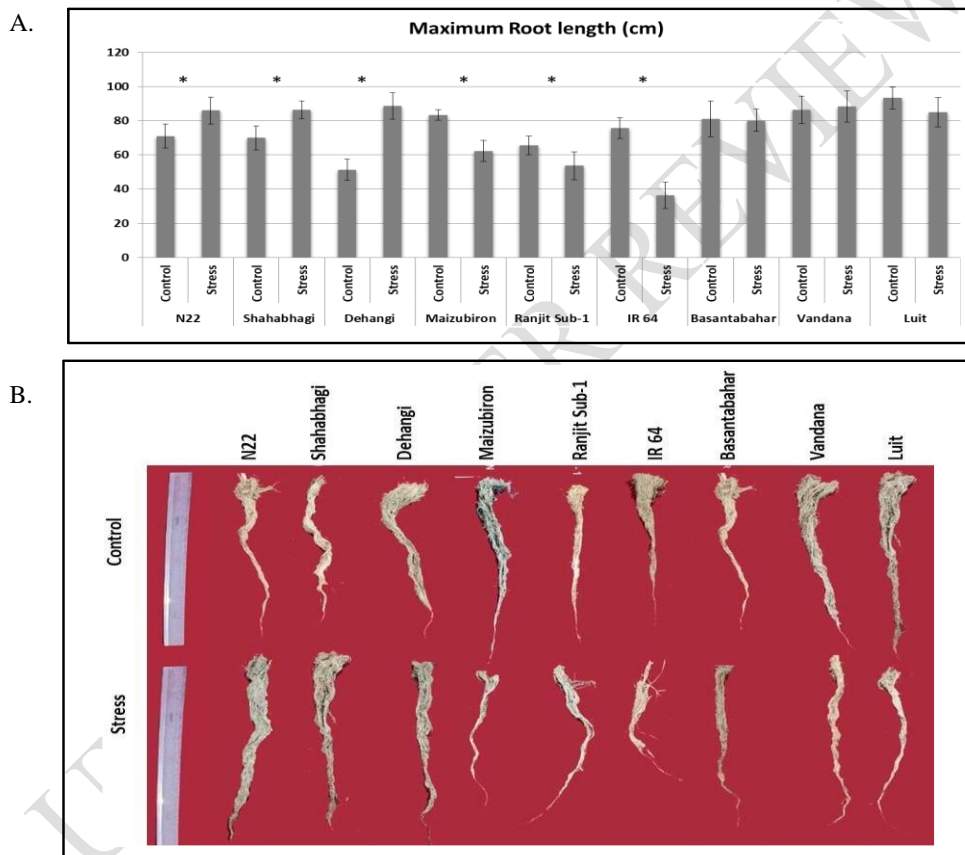 A.
Maximum Root length (cm)
120
100
80
60
40
20
0
* * * * * *
Control Stress Control Stress Control Stress Control Stress Control Stress Control Stress Control Stress Control Stress Control Stress
N22 Shahabhagi Dehangi Maizubiron Ranjit Sub-1 IR 64 Basantabahar Vandana Luit
B.
N22 Shahabhagi Dehangi Maizubiron Ranjit Sub-1 IR 64 Basantabahar Vandana Luit
Control
Stress
ER REVIEW